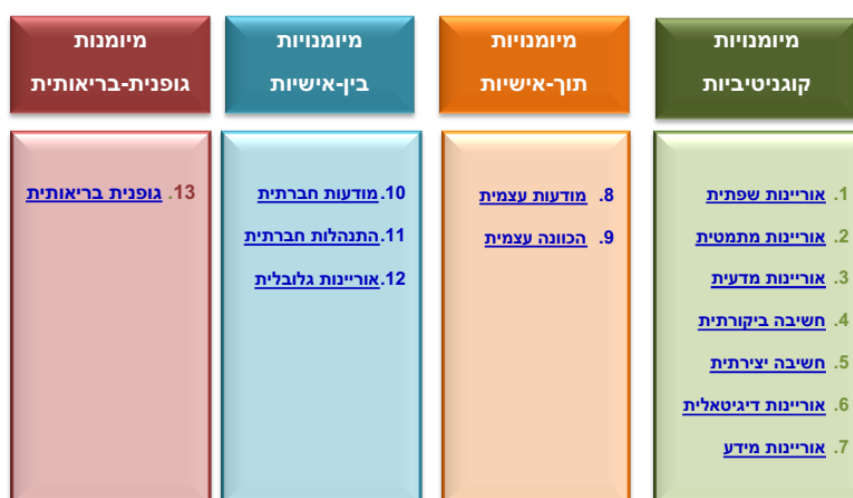 מיומנויות
קוגניטיביות
1. אוריינות שפתית
2. אוריינות מתמטית
3. אוריינות מדעית
4. חשיבה ביקורתית
5. חשיבה יצירתית
6. אוריינות דיגיטאלית
7. אוריינות מידע
מיומנויות
תוך-אישיות
8. מודעות עצמית
9. הכוונה עצמית
מיומנויות
בין-אישיות
10.מודעות חברתית
11.התנהלות חברתית
12.אוריינות גלובלית
מיומנות
גופנית-בריאותית
13. גופנית בריאותית